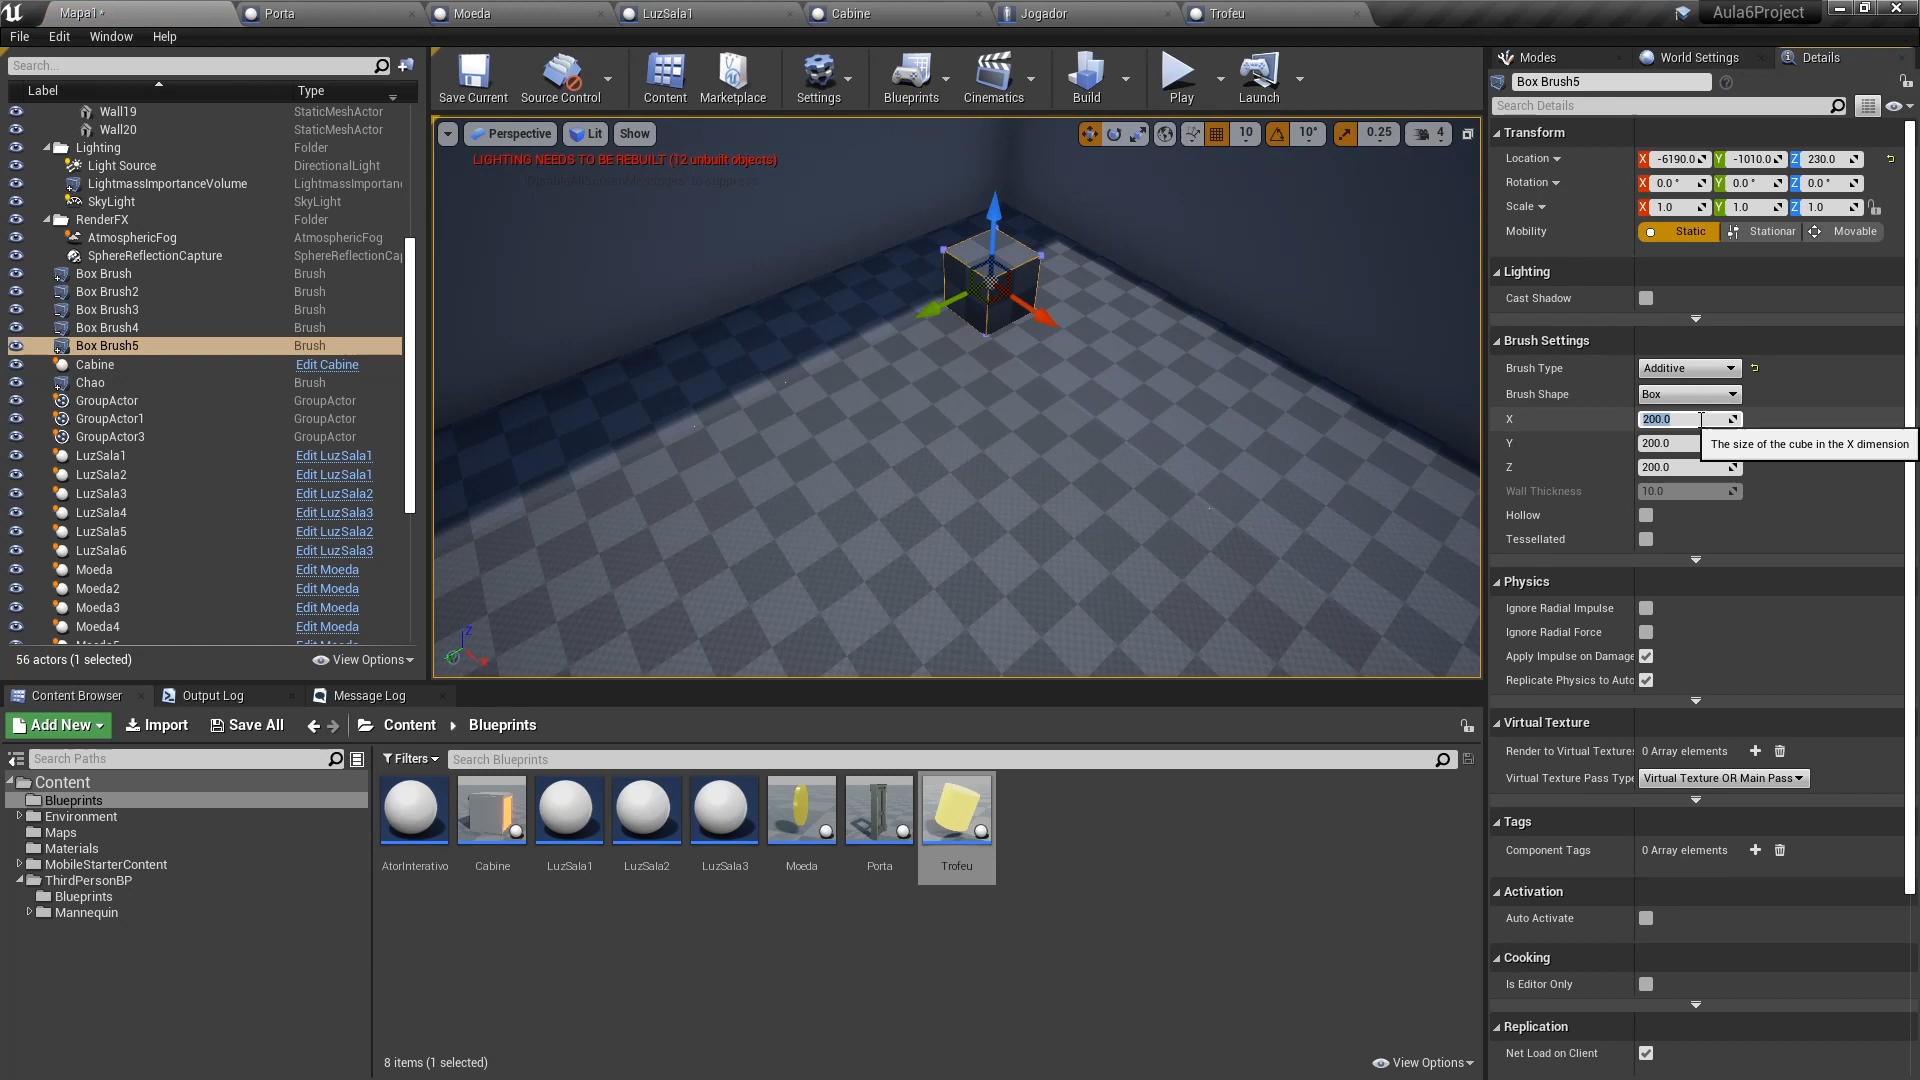 Mapa1*
Porta
Moeda
LuzSala1
Cabine
Jogador
Trofeu
Aula6Project
File Edit Window Help
Search...
Label Type
Wall19 StaticMeshActor
Wall20 StaticMeshActor
Lighting Folder
Light Source DirectionalLight
LightmassImportanceVolume LightmassImportanc
SkyLight SkyLight
RenderFX Folder
AtmosphericFog AtmosphericFog
SphereReflectionCapture SphereReflectionCap
Box Brush Brush
Box Brush2 Brush
Box Brush3 Brush
Box Brush4 Brush
Box Brush5 Brush
Cabine Edit Cabine
Chao Brush
GroupActor GroupActor
GroupActor1 GroupActor
GroupActor3 GroupActor
LuzSala1 Edit LuzSala1
LuzSala2 Edit LuzSala1
LuzSala3 Edit LuzSala2
LuzSala4 Edit LuzSala3
LuzSala5 Edit LuzSala2
LuzSala6 Edit LuzSala3
Moeda Edit Moeda
Moeda2 Edit Moeda
Moeda3 Edit Moeda
Moeda4 Edit Moeda
56 actors (1 selected) View Options
Save Current Source Control Content Marketplace Settings Blueprints Cinematics Build Play Launch
Perspective Lit Show 10 10° 0.25 4
LIGHTING NEEDS TO BE REBUILT (12 unbuilt objects)
'DisableAllScreenMessages' to suppress
Z
X
Modes World Settings Details
Box Brush5
Search Details
Transform
Location X -6190.0 Y -1010.0 Z 230.0
Rotation X 0.0 ° Y 0.0 ° Z 0.0 °
Scale X 1.0 Y 1.0 Z 1.0
Mobility Static Stationar Movable
Lighting
Cast Shadow
Brush Settings
Brush Type Additive
Brush Shape Box
X 200.0
The size of the cube in the X dimension
Y 200.0
Z 200.0
Wall Thickness 10.0
Hollow
Tessellated
Physics
Ignore Radial Impulse
Ignore Radial Force
Apply Impulse on Damage
Replicate Physics to Auto
Virtual Texture
Render to Virtual Textures 0 Array elements
Virtual Texture Pass Type Virtual Texture OR Main Pass
Tags
Component Tags 0 Array elements
Activation
Auto Activate
Cooking
Is Editor Only
Replication
Net Load on Client
Content Browser Output Log Message Log
Add New Import Save All Content Blueprints
Search Paths
Filters Search Blueprints
Content
Blueprints
Environment
Maps
Materials
MobileStarterContent
ThirdPersonBP
Blueprints
Mannequin
AtorInterativo Cabine LuzSala1 LuzSala2 LuzSala3 Moeda Porta Trofeu
8 items (1 selected) View Options